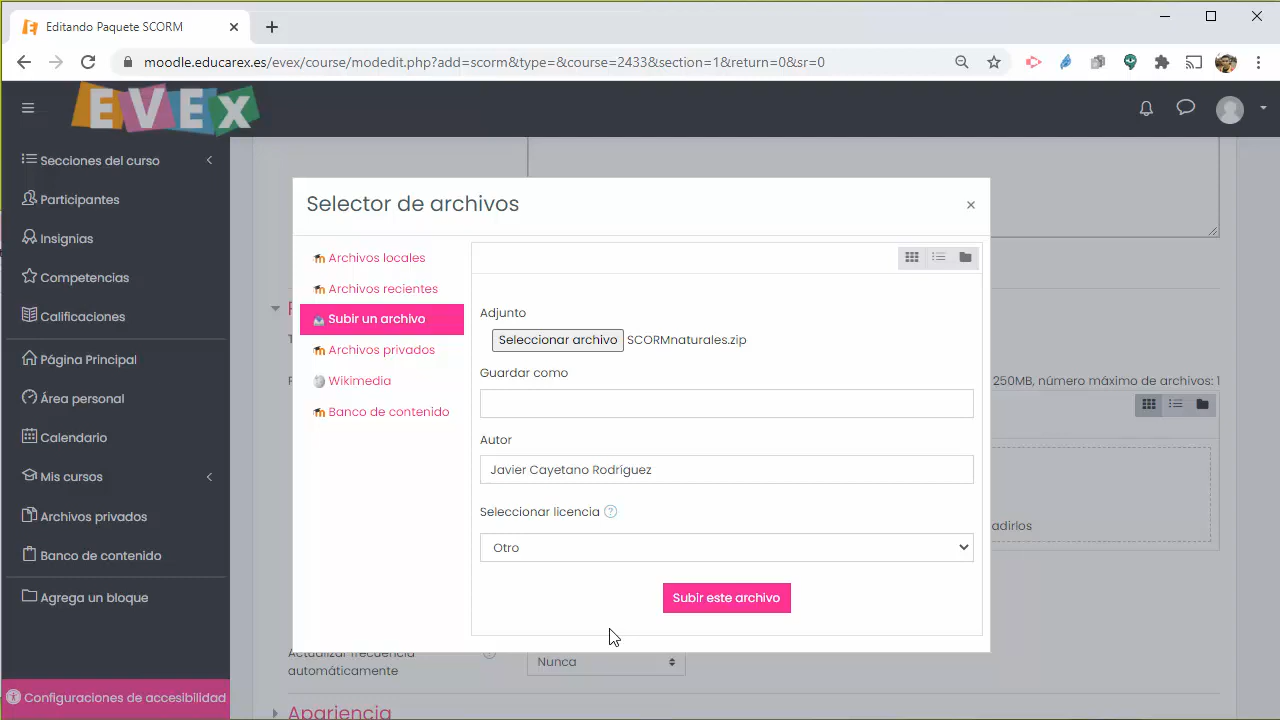 Editando Paquete SCORM
moodle.educarex.es/evex/course/modedit.php?add=scorm&type=&course=2433&section=1&return=0&sr=0
EVEX
Secciones del curso
Participantes
Insignias
Competencias
Calificaciones
Página Principal
Área personal
Calendario
Mis cursos
Archivos privados
Banco de contenido
Agrega un bloque
Configuraciones de accesibilidad
Selector de archivos
Archivos locales
Archivos recientes
Subir un archivo
Archivos privados
Wikimedia
Banco de contenido
Adjunto
Seleccionar archivo SCORMnaturales.zip
Guardar como
Autor
Javier Cayetano Rodríguez
Seleccionar licencia
Otro
Subir este archivo
250MB, número máximo de archivos: 1
adirlos
Actualizar frecuencia
automáticamente
Nunca
Apariencia